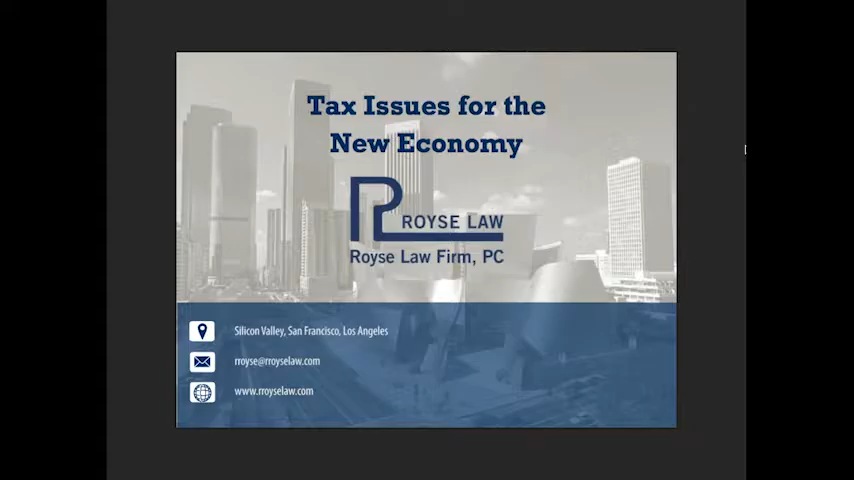 Tax Issues for the
New Economy
ROYSE LAW
Royse Law Firm, PC
Silicon Valley, San Francisco, Los Angeles
rroyse@rroyselaw.com
www.rroyselaw.com